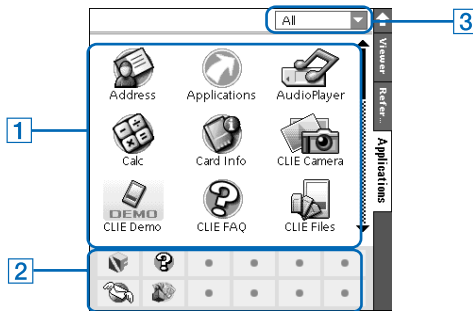 All
3
Viewer
Refer...
Applications
1
Address Applications AudioPlayer
Calc Card Info CLIE Camera
DEMO
CLIE Demo CLIE FAQ CLIE Files
2